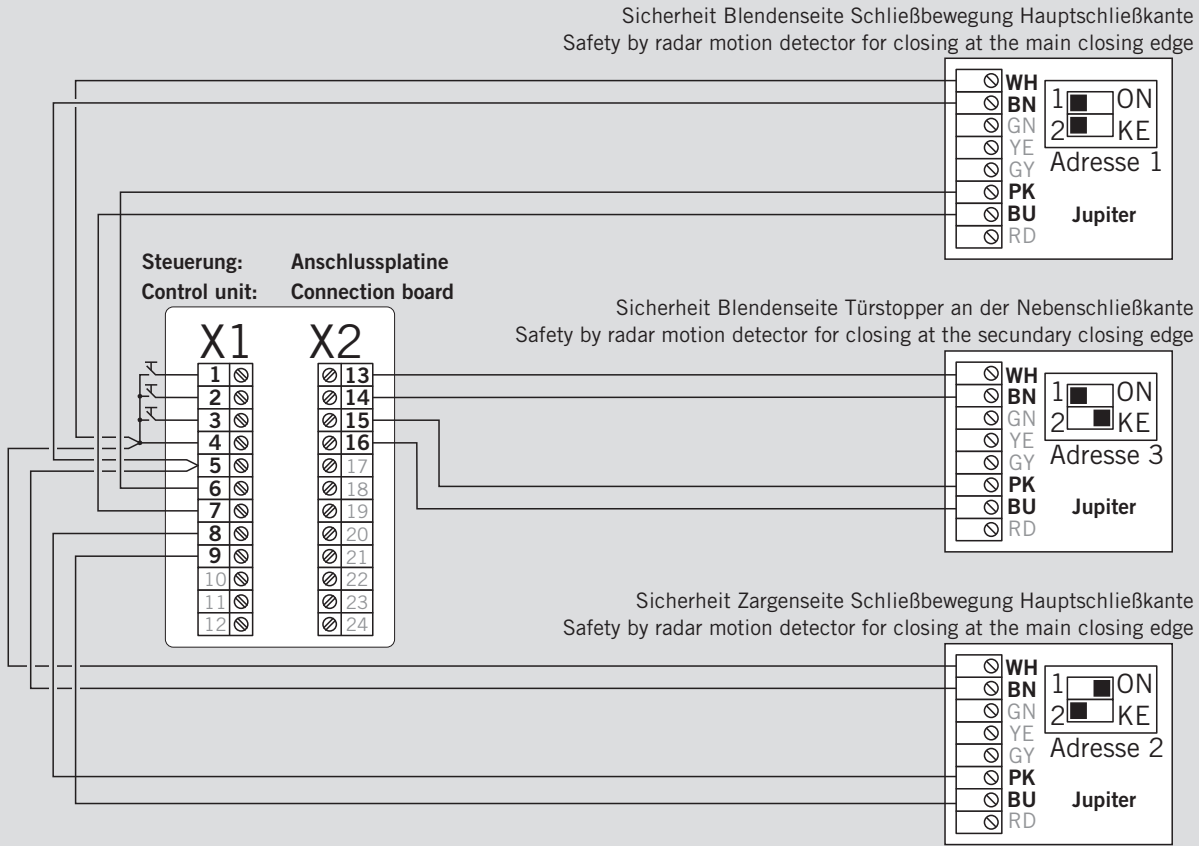 Sicherheit Blendenseite Schließbewegung Hauptschließkante
Safety by radar motion detector for closing at the main closing edge
WH
BN
GN
YE
GY
PK
BU
RD
1 ON
2 KE
Adresse 1
Jupiter
Steuerung: Anschlussplatine
Control unit: Connection board
X1 X2
1 13
2 14
3 15
4 16
5 17
6 18
7 19
8 20
9 21
10 22
11 23
12 24
Sicherheit Blendenseite Türstopper an der Nebenschließkante
Safety by radar motion detector for closing at the secundary closing edge
WH
BN
GN
YE
GY
PK
BU
RD
1 ON
2 KE
Adresse 3
Jupiter
Sicherheit Zargenseite Schließbewegung Hauptschließkante
Safety by radar motion detector for closing at the main closing edge
WH
BN
GN
YE
GY
PK
BU
RD
1 ON
2 KE
Adresse 2
Jupiter